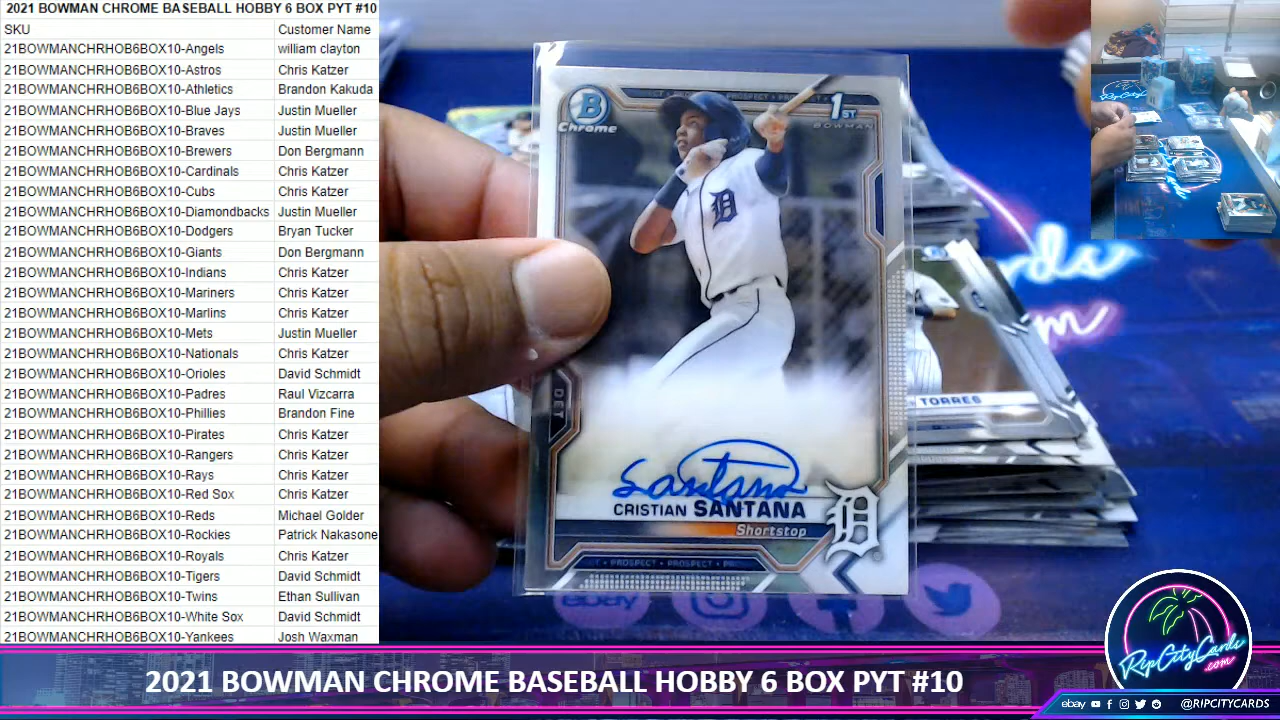 2021 BOWMAN CHROME BASEBALL HOBBY 6 BOX PYT #10
SKU Customer Name
21BOWMANCHRHOB6BOX10-Angels william clayton
21BOWMANCHRHOB6BOX10-Astros Chris Katzer
21BOWMANCHRHOB6BOX10-Athletics Brandon Kakuda
21BOWMANCHRHOB6BOX10-Blue Jays Justin Mueller
21BOWMANCHRHOB6BOX10-Braves Justin Mueller
21BOWMANCHRHOB6BOX10-Brewers Don Bergmann
21BOWMANCHRHOB6BOX10-Cardinals Chris Katzer
21BOWMANCHRHOB6BOX10-Cubs Chris Katzer
21BOWMANCHRHOB6BOX10-Diamondbacks Justin Mueller
21BOWMANCHRHOB6BOX10-Dodgers Bryan Tucker
21BOWMANCHRHOB6BOX10-Giants Don Bergmann
21BOWMANCHRHOB6BOX10-Indians Chris Katzer
21BOWMANCHRHOB6BOX10-Mariners Chris Katzer
21BOWMANCHRHOB6BOX10-Marlins Chris Katzer
21BOWMANCHRHOB6BOX10-Mets Justin Mueller
21BOWMANCHRHOB6BOX10-Nationals Chris Katzer
21BOWMANCHRHOB6BOX10-Orioles David Schmidt
21BOWMANCHRHOB6BOX10-Padres Raul Vizcarra
21BOWMANCHRHOB6BOX10-Phillies Brandon Fine
21BOWMANCHRHOB6BOX10-Pirates Chris Katzer
21BOWMANCHRHOB6BOX10-Rangers Chris Katzer
21BOWMANCHRHOB6BOX10-Rays Chris Katzer
21BOWMANCHRHOB6BOX10-Red Sox Chris Katzer
21BOWMANCHRHOB6BOX10-Reds Michael Golder
21BOWMANCHRHOB6BOX10-Rockies Patrick Nakasone
21BOWMANCHRHOB6BOX10-Royals Chris Katzer
21BOWMANCHRHOB6BOX10-Tigers David Schmidt
21BOWMANCHRHOB6BOX10-Twins Ethan Sullivan
21BOWMANCHRHOB6BOX10-White Sox David Schmidt
21BOWMANCHRHOB6BOX10-Yankees Josh Waxman
B
Chrome
PROSPECT • PROSPECT
1ST
BOWMAN
D
DET
Santana
CRISTIAN SANTANA
Shortstop
D
• PROSPECT • PROSPECT •
TORRES
rds
m
ebay
RipCityCards
.com
2021 BOWMAN CHROME BASEBALL HOBBY 6 BOX PYT #10
ebay @RIPCITYCARDS